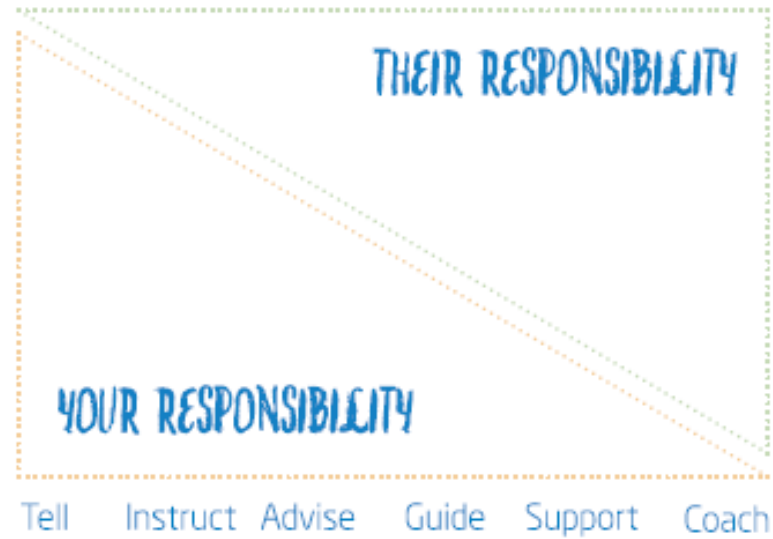 THEIR RESPONSIBILITY
YOUR RESPONSIBILITY
Tell Instruct Advise Guide Support Coach